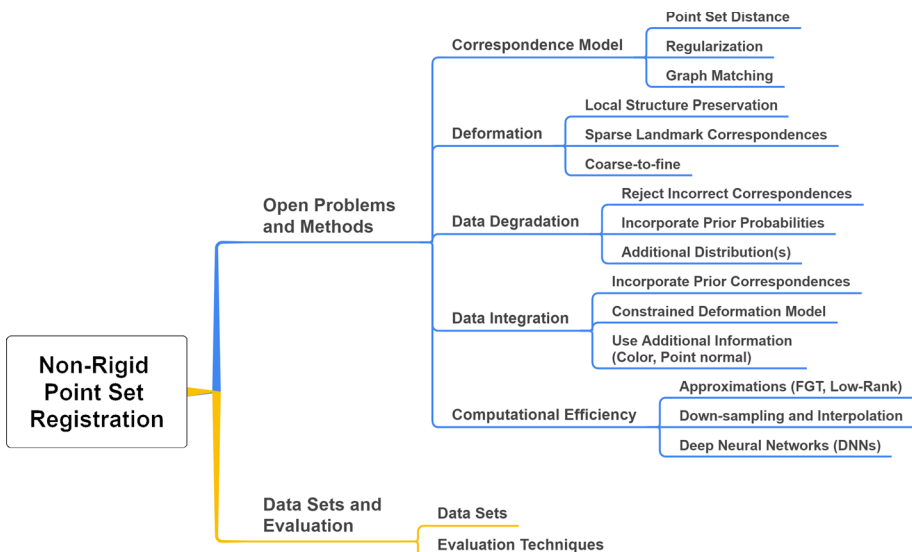 Point Set Distance
Correspondence Model
Regularization
Graph Matching
Local Structure Preservation
Deformation
Sparse Landmark Correspondences
Coarse-to-fine
Open Problems
and Methods
Reject Incorrect Correspondences
Data Degradation
Incorporate Prior Probabilities
Additional Distribution(s)
Incorporate Prior Correspondences
Data Integration
Constrained Deformation Model
Use Additional Information
(Color, Point normal)
Non-Rigid
Point Set
Registration
Approximations (FGT, Low-Rank)
Computational Efficiency
Down-sampling and Interpolation
Deep Neural Networks (DNNs)
Data Sets and
Evaluation
Data Sets
Evaluation Techniques